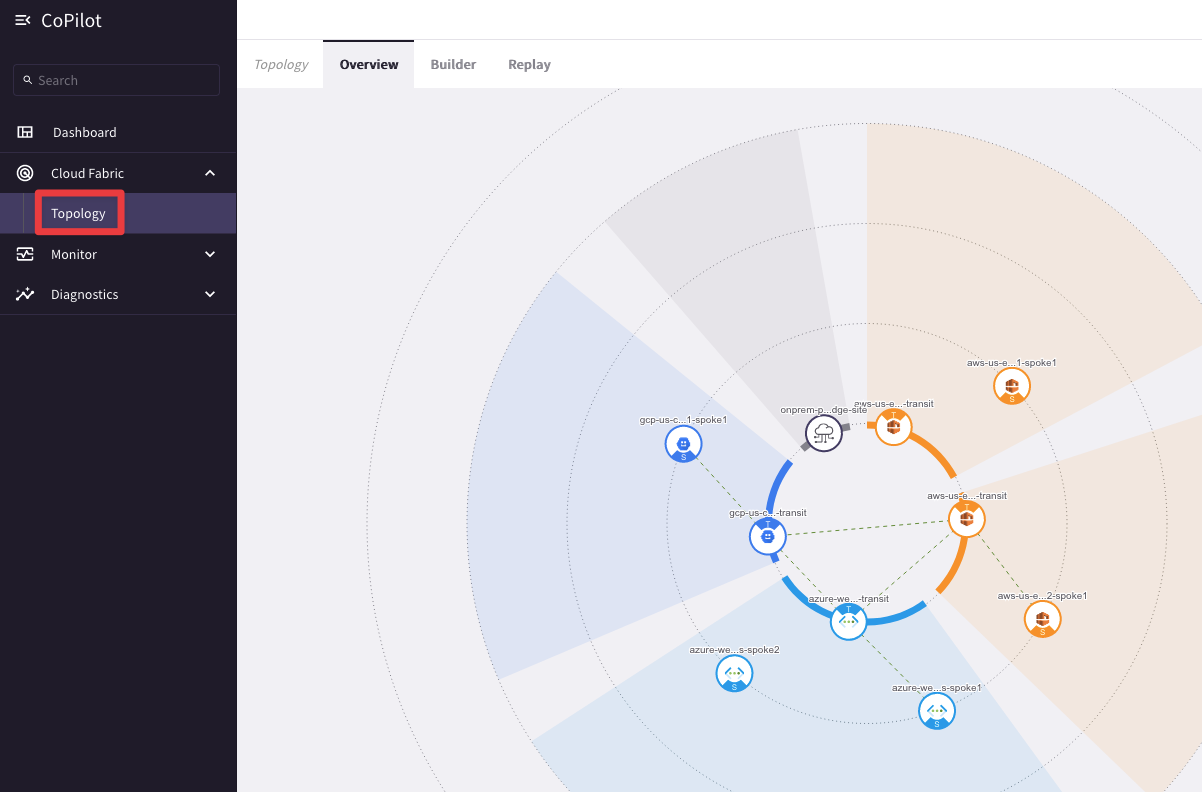 CoPilot
Search
Dashboard
Cloud Fabric
Topology
Monitor
Diagnostics
Topology
Overview
Builder
Replay
aws-us-e...1-spoke1
S
onprem-p...dge-site
aws-us-e...-transit
T
gcp-us-c...1-spoke1
S
aws-us-e...-transit
T
gcp-us-c...-transit
T
azure-we...-transit
T
aws-us-e...2-spoke1
S
azure-we...s-spoke2
S
azure-we...s-spoke1
S